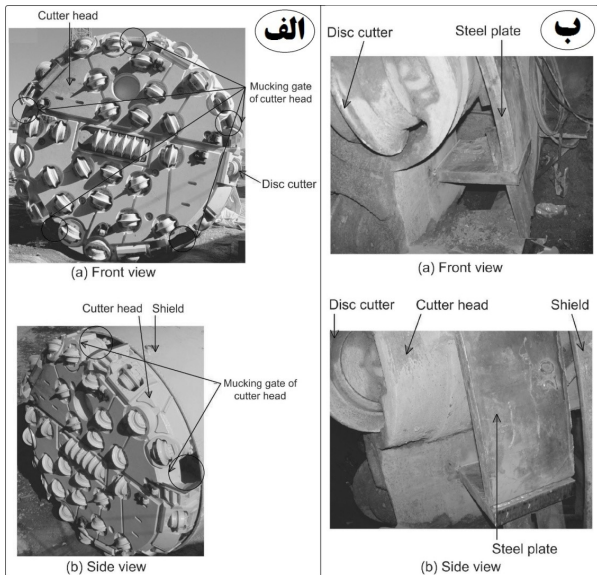 الف
Cutter head
Mucking gate
of cutter head
Disc cutter
(a) Front view
Cutter head
Shield
Mucking gate of
cutter head
(b) Side view
ب
Disc cutter
Steel plate
(a) Front view
Disc cutter
Cutter head
Shield
Steel plate
(b) Side view